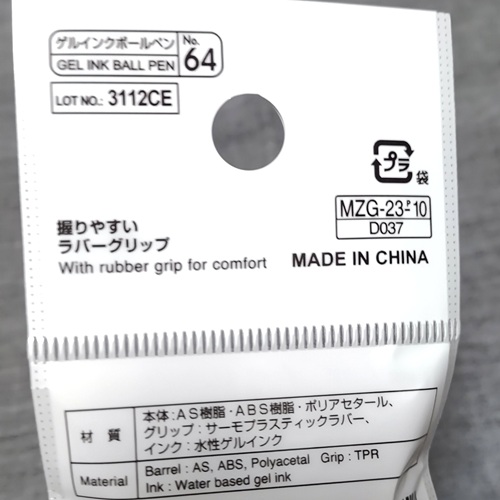 ゲルインクボールペン
GEL INK BALL PEN
No.
64
LOT NO.: 3112CE
プラ
袋
握りやすい
ラバーグリップ
With rubber grip for comfort
MZG-23-P10
D037
MADE IN CHINA
材質
本体:AS樹脂・ABS樹脂・ポリアセタール、
グリップ:サーモプラスティックラバー、
インク:水性ゲルインク
Material
Barrel : AS, ABS, Polyacetal Grip : TPR
Ink : Water based gel ink